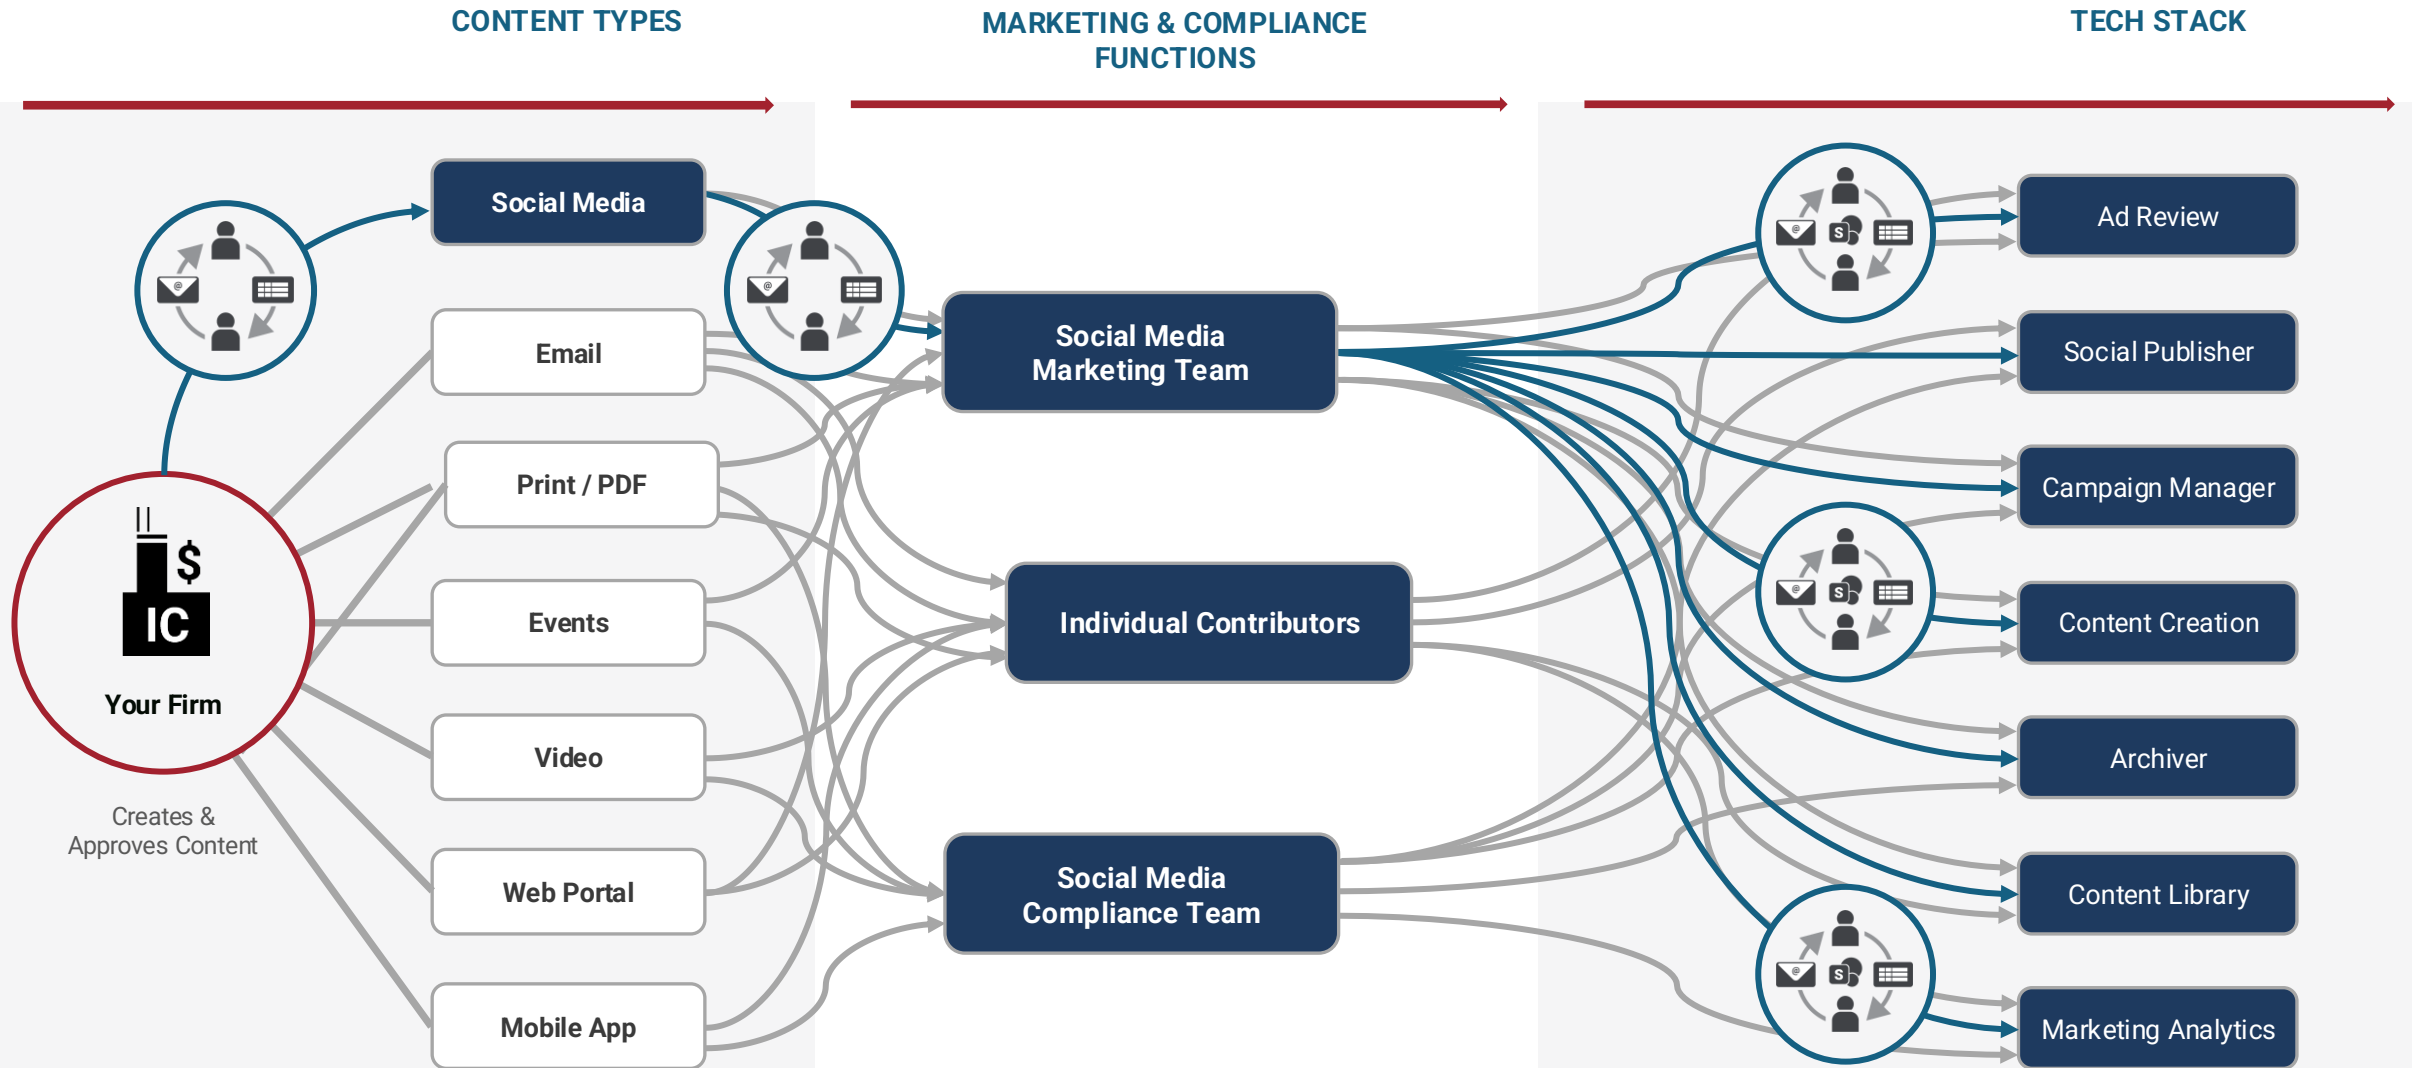 CONTENT TYPES
MARKETING & COMPLIANCE
FUNCTIONS
TECH STACK
Social Media
Email
Print / PDF
Events
Video
Web Portal
Mobile App
$
IC
Your Firm
Creates &
Approves Content
@
@
Social Media
Marketing Team
Individual Contributors
Social Media
Compliance Team
@
S
@
S
@
S
Ad Review
Social Publisher
Campaign Manager
Content Creation
Archiver
Content Library
Marketing Analytics